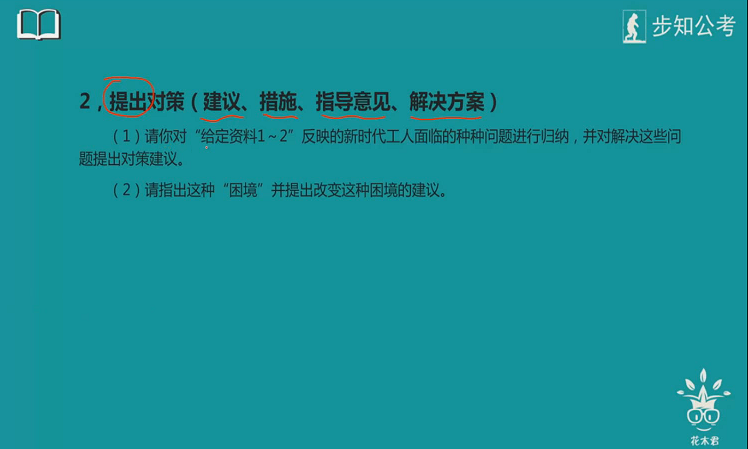 步知公考
2，提出对策（建议、措施、指导意见、解决方案）
（1）请你对“给定资料1～2”反映的新时代工人面临的种种问题进行归纳，并对解决这些问
题提出对策建议。
（2）请指出这种“困境”并提出改变这种困境的建议。
花木君